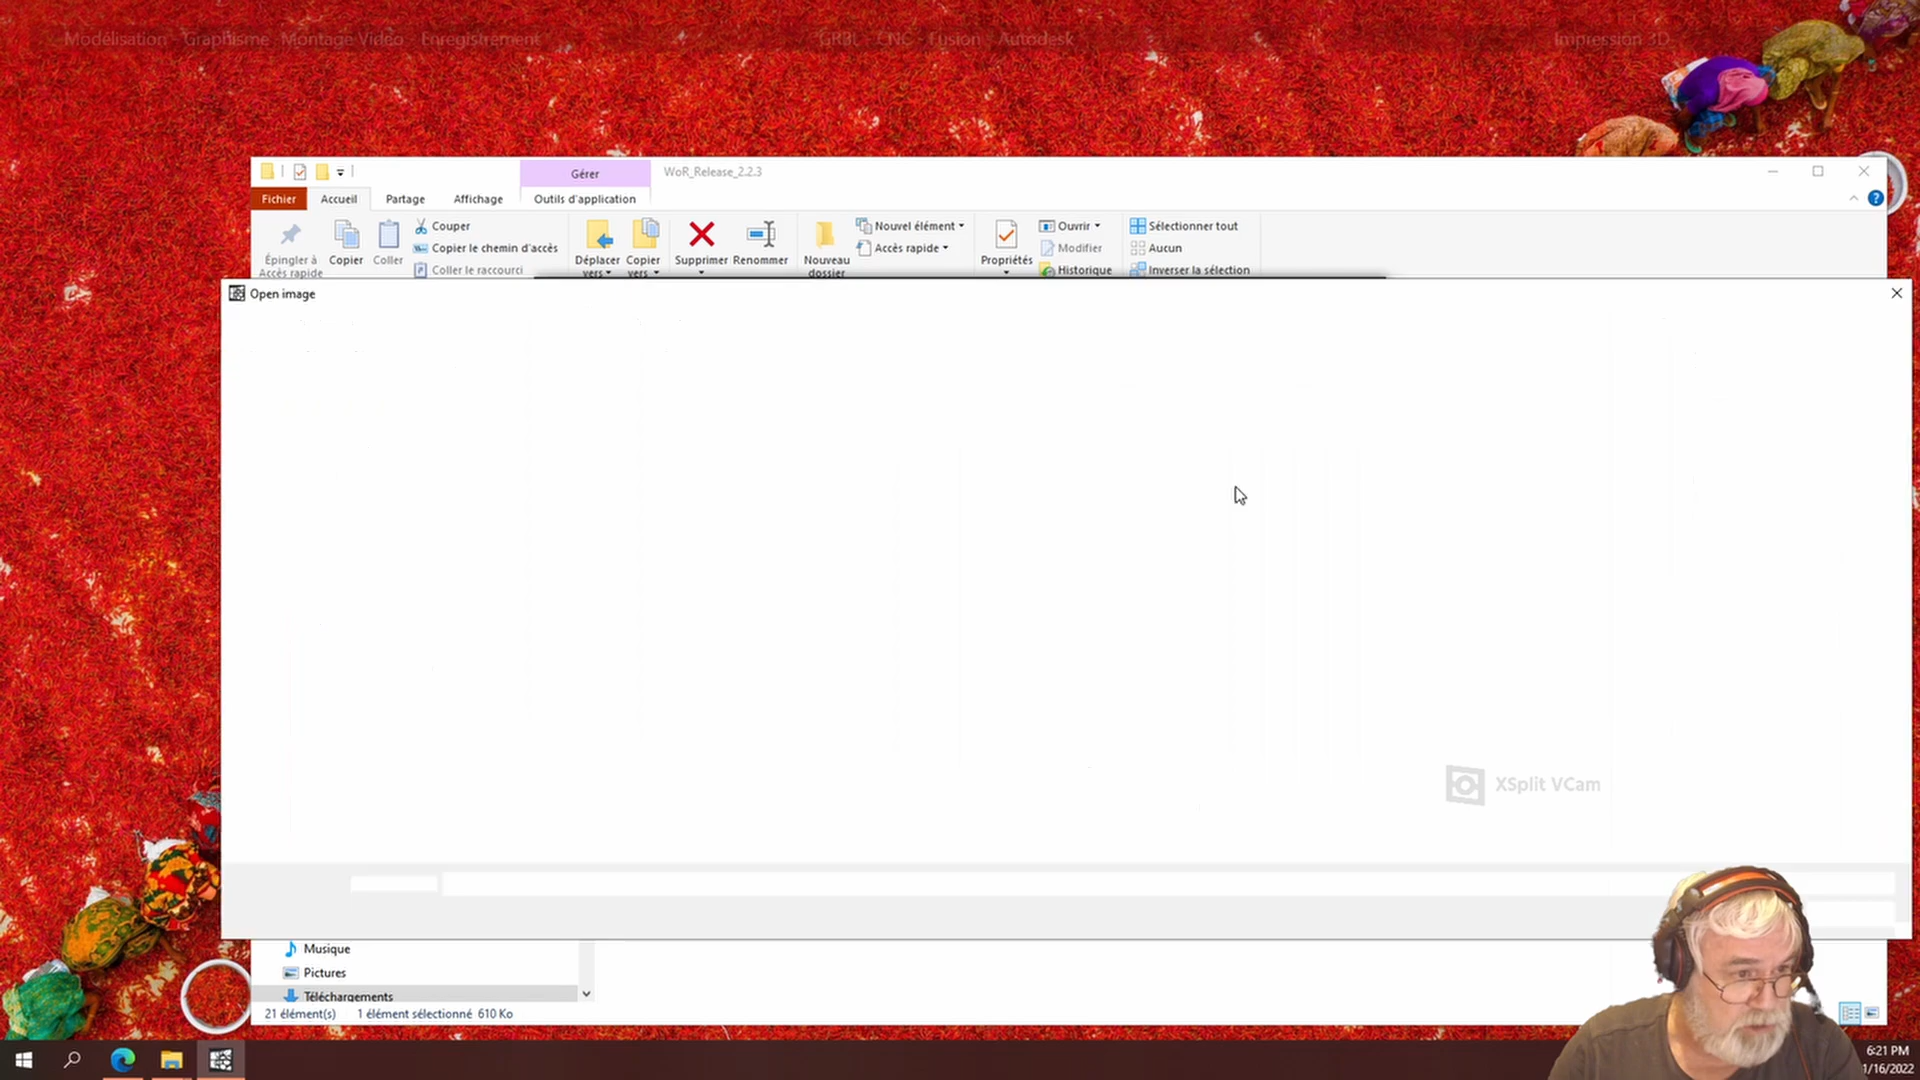 Modélisation - Graphisme - Montage Vidéo - Enregistrement
GRBL - CNC - Fusion - Autodesk
Impression 3D
Gérer
WoR_Release_2.2.3
Fichier
Accueil
Partage
Affichage
Outils d'application
Épingler à
Accès rapide
Copier
Coller
Couper
Copier le chemin d'accès
Coller le raccourci
Déplacer
vers
Copier
vers
Supprimer
Renommer
Nouveau
dossier
Nouvel élément
Accès rapide
Propriétés
Ouvrir
Modifier
Historique
Sélectionner tout
Aucun
Inverser la sélection
Open image
XSplit VCam
Musique
Pictures
Téléchargements
21 élément(s)
1 élément sélectionné 610 Ko
6:21 PM
1/16/2022